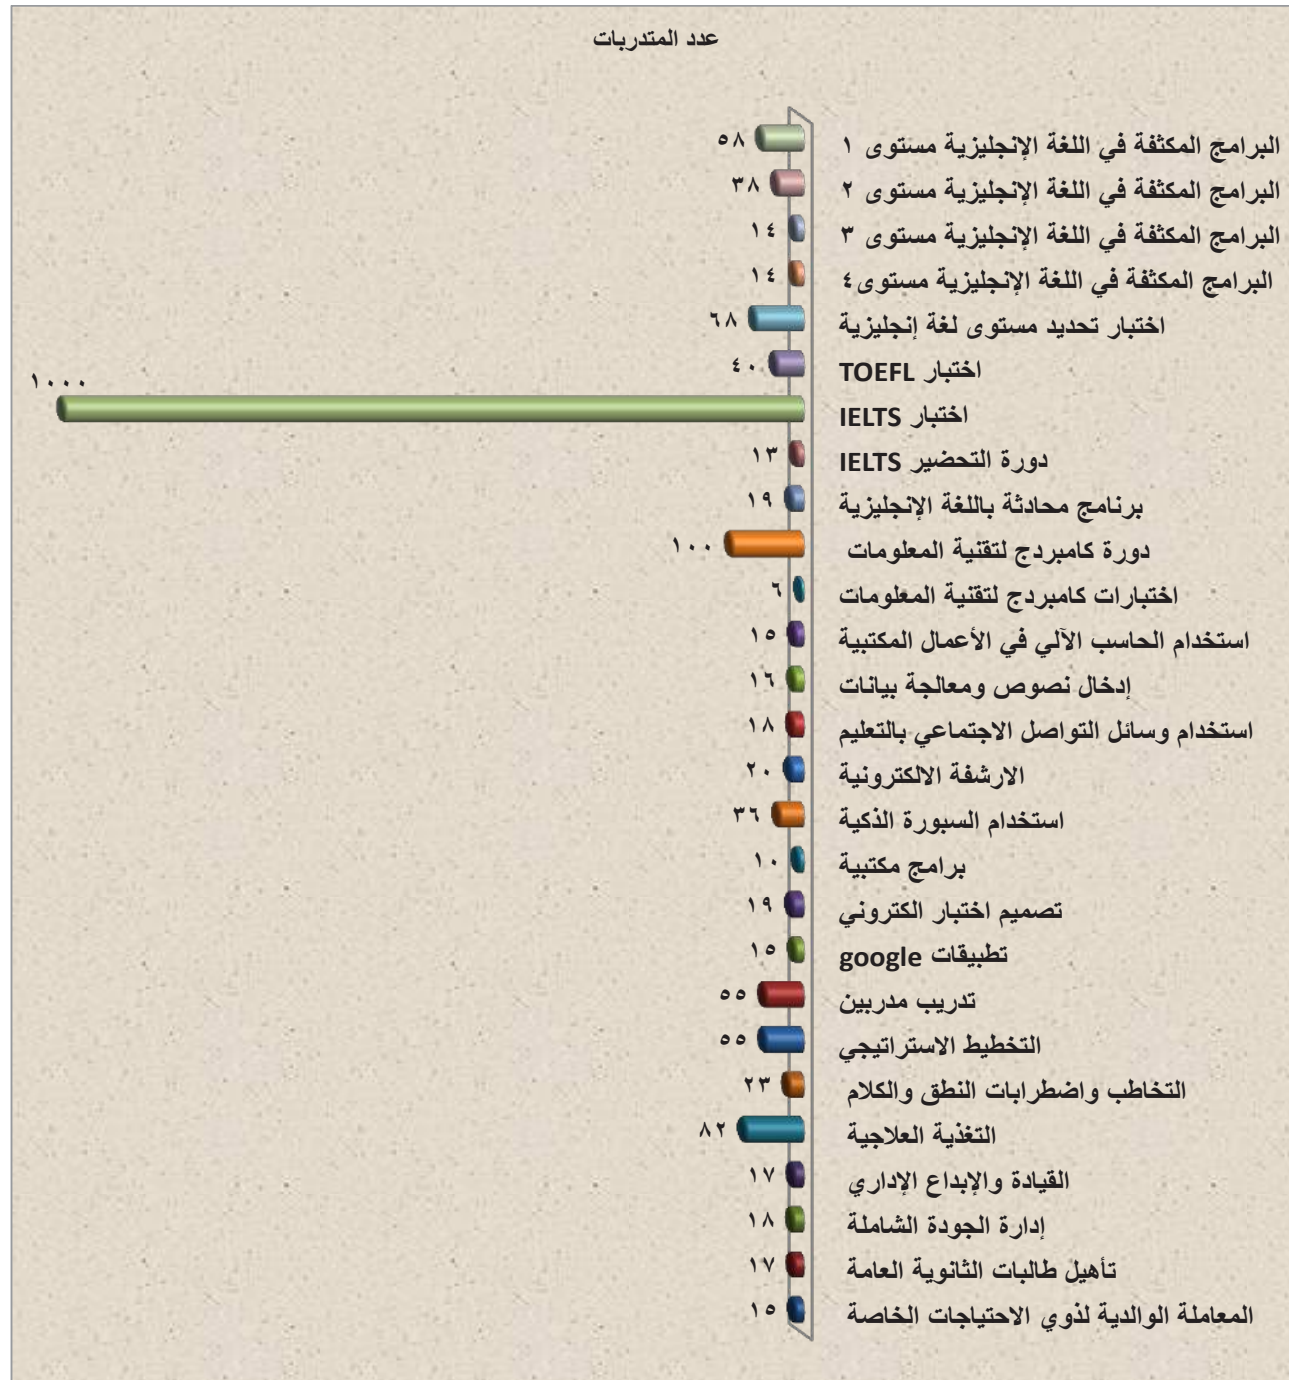 عدد المتدربات
البرامج المكثفة في اللغة الإنجليزية مستوى ١ ٥٨
البرامج المكثفة في اللغة الإنجليزية مستوى ٢ ٣٨
البرامج المكثفة في اللغة الإنجليزية مستوى ٣ ١٤
البرامج المكثفة في اللغة الإنجليزية مستوى٤ ١٤
اختبار تحديد مستوى لغة إنجليزية ٦٨
اختبار TOEFL ٤٠
اختبار IELTS ١٠٠٠
دورة التحضير IELTS ١٣
برنامج محادثة باللغة الإنجليزية ١٩
دورة كامبردج لتقنية المعلومات ١٠٠
اختبارات كامبردج لتقنية المعلومات ٦
استخدام الحاسب الآلي في الأعمال المكتبية ١٥
إدخال نصوص ومعالجة بيانات ١٦
استخدام وسائل التواصل الاجتماعي بالتعليم ١٨
الارشفة الالكترونية ٢٠
استخدام السبورة الذكية ٣٦
برامج مكتبية ١٠
تصميم اختبار الكتروني ١٩
تطبيقات google ١٥
تدريب مدربين ٥٥
التخطيط الاستراتيجي ٥٥
التخاطب واضطرابات النطق والكلام ٢٣
التغذية العلاجية ٨٢
القيادة والإبداع الإداري ١٧
إدارة الجودة الشاملة ١٨
تأهيل طالبات الثانوية العامة ١٧
المعاملة الوالدية لذوي الاحتياجات الخاصة ١٥